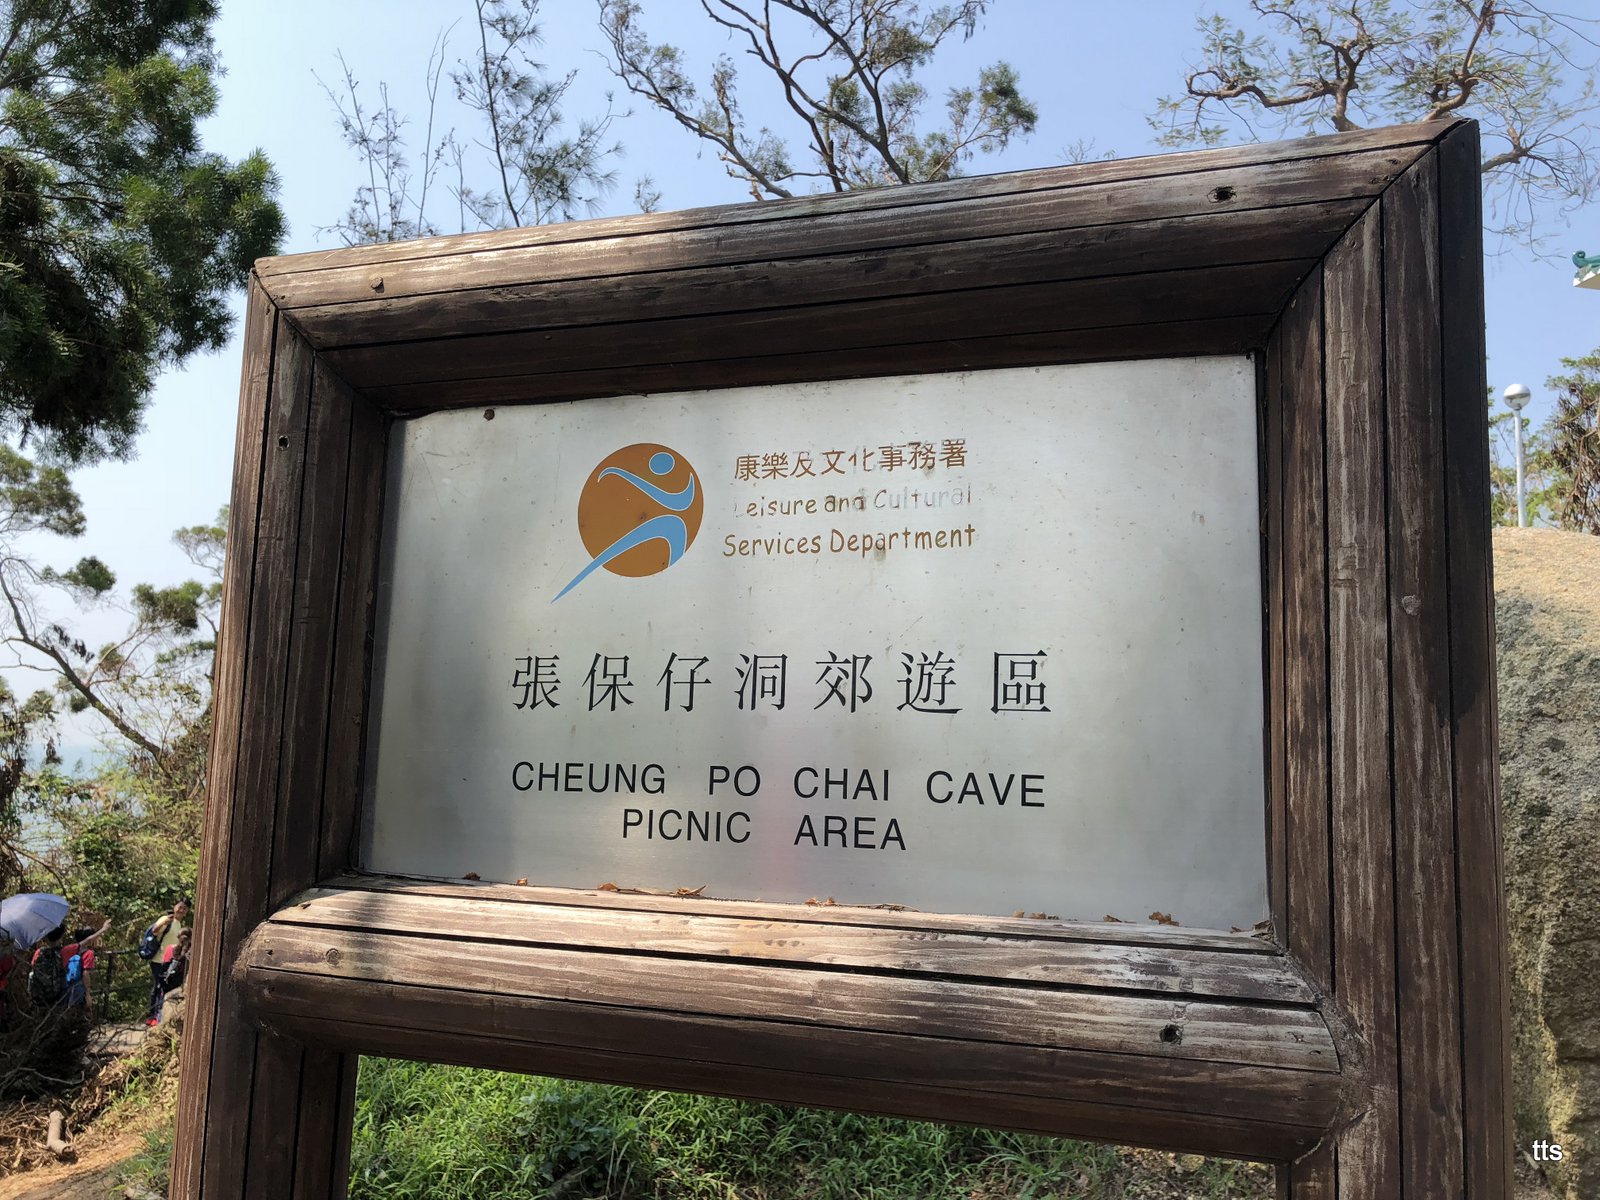 康樂及文化事務署
Leisure and Cultural
Services Department
張保仔洞郊遊區
CHEUNG PO CHAI CAVE
PICNIC AREA
tts